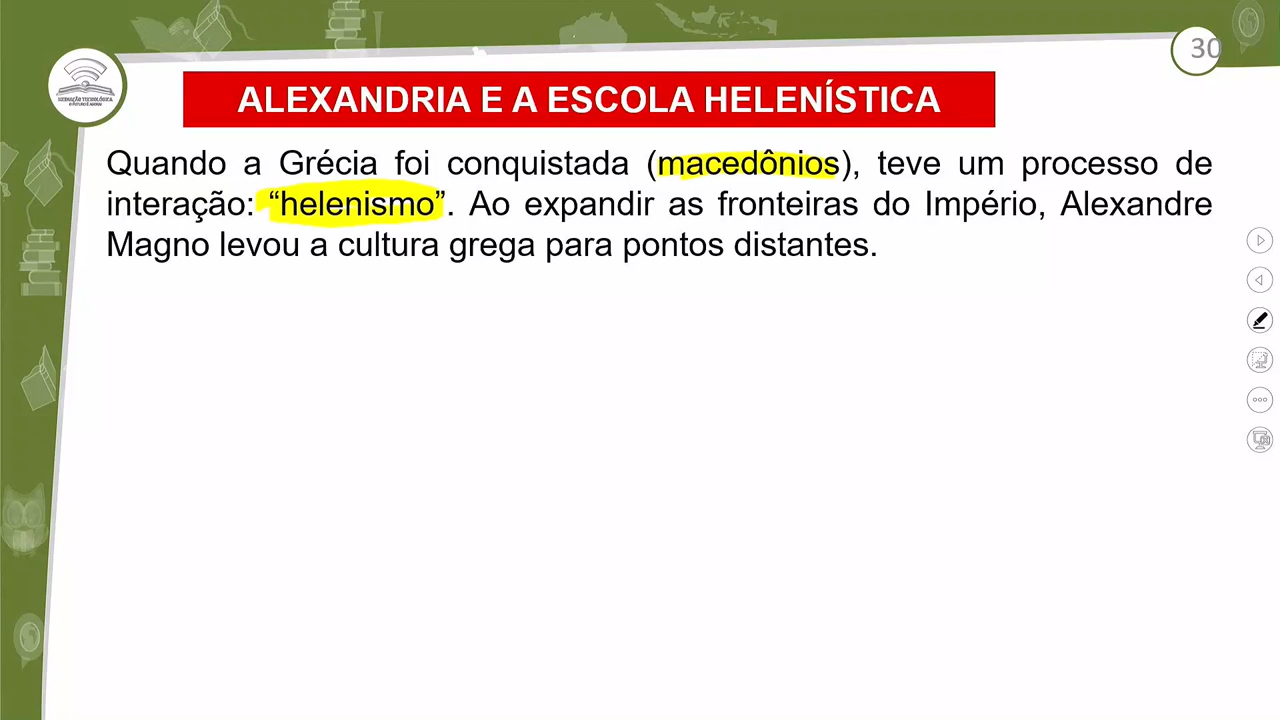 30
ALEXANDRIA E A ESCOLA HELENÍSTICA
Quando a Grécia foi conquistada (macedônios), teve um processo de
interação: “helenismo”. Ao expandir as fronteiras do Império, Alexandre
Magno levou a cultura grega para pontos distantes.